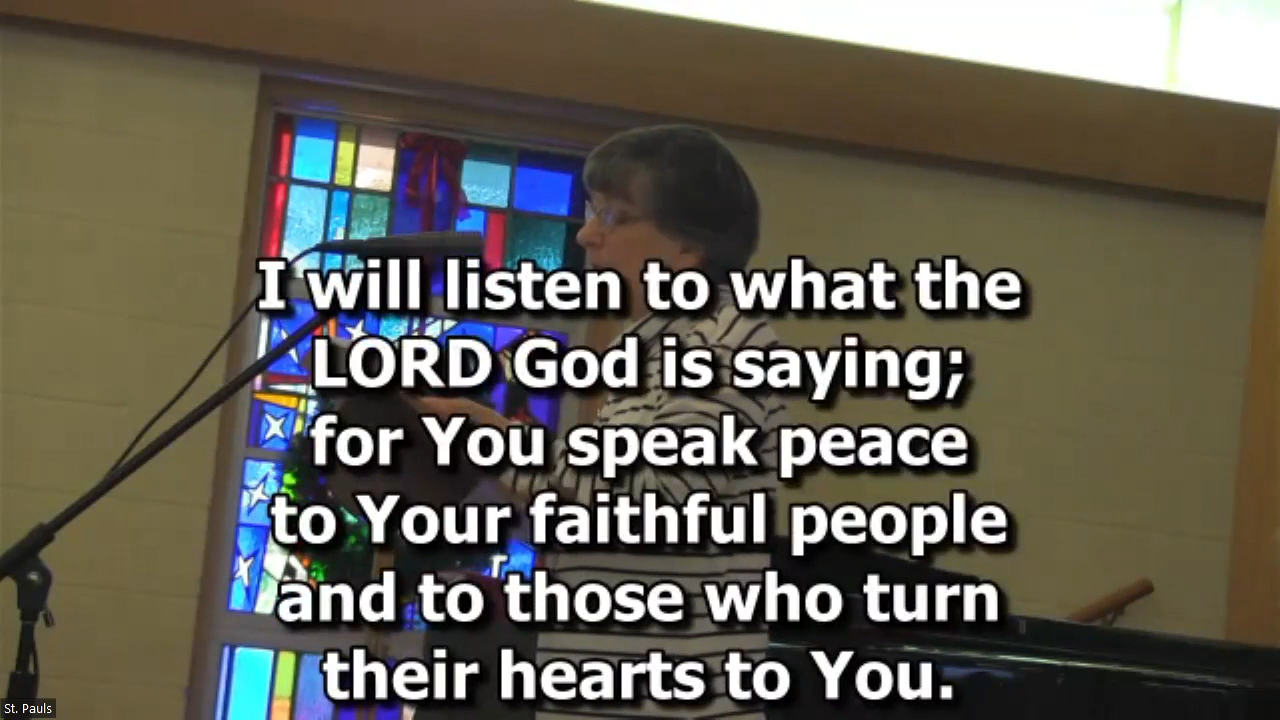 I will listen to what the
LORD God is saying;
for You speak peace
to Your faithful people
and to those who turn
their hearts to You.
St. Pauls